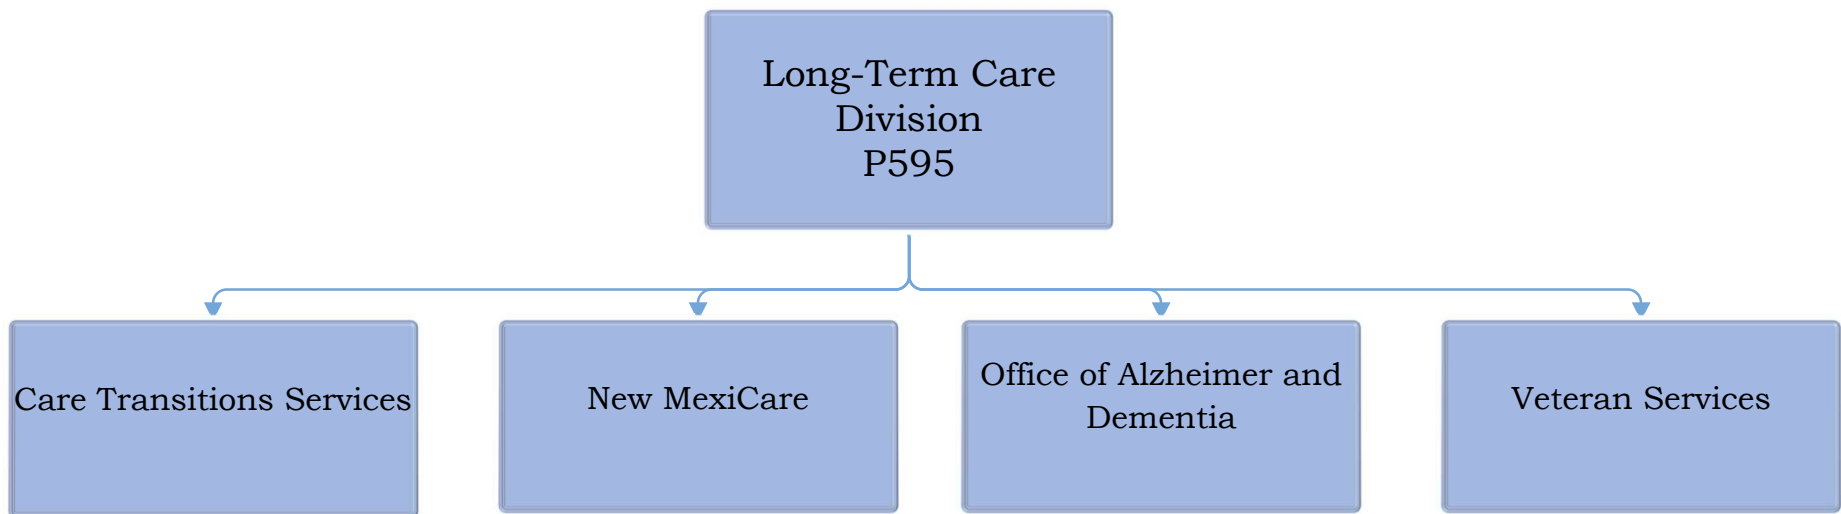 Long-Term Care
Division
P595
Care Transitions Services
New MexiCare
Office of Alzheimer and
Dementia
Veteran Services